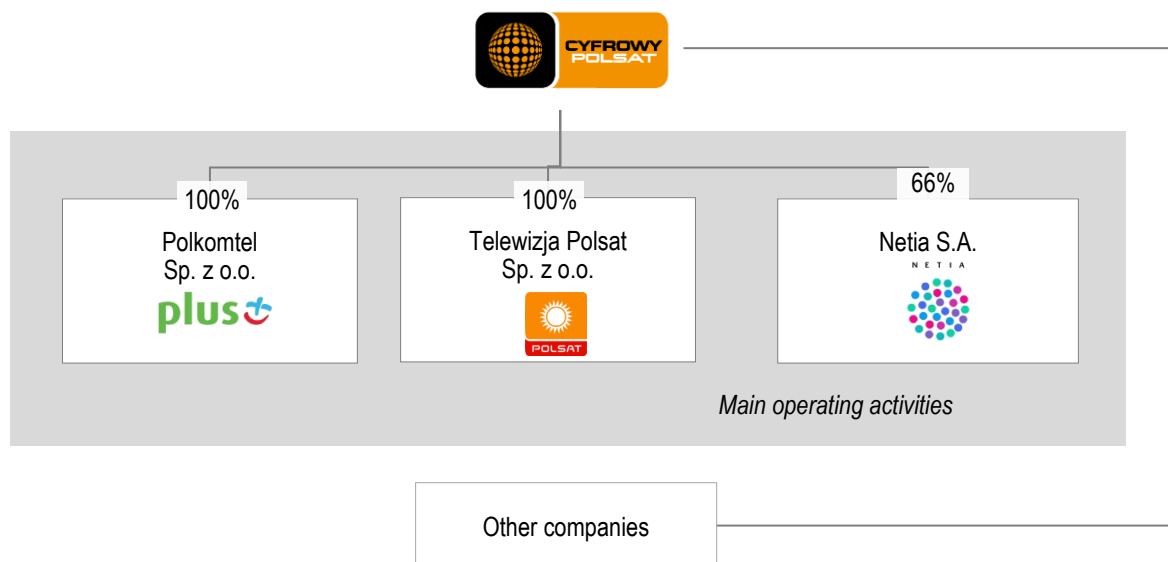 CYFROWY
POLSAT
100%
100%
66%
Polkomtel
Sp. z o.o.
plus
Telewizja Polsat
Sp. z o.o.
POLSAT
Netia S.A.
NETIA
Main operating activities
Other companies